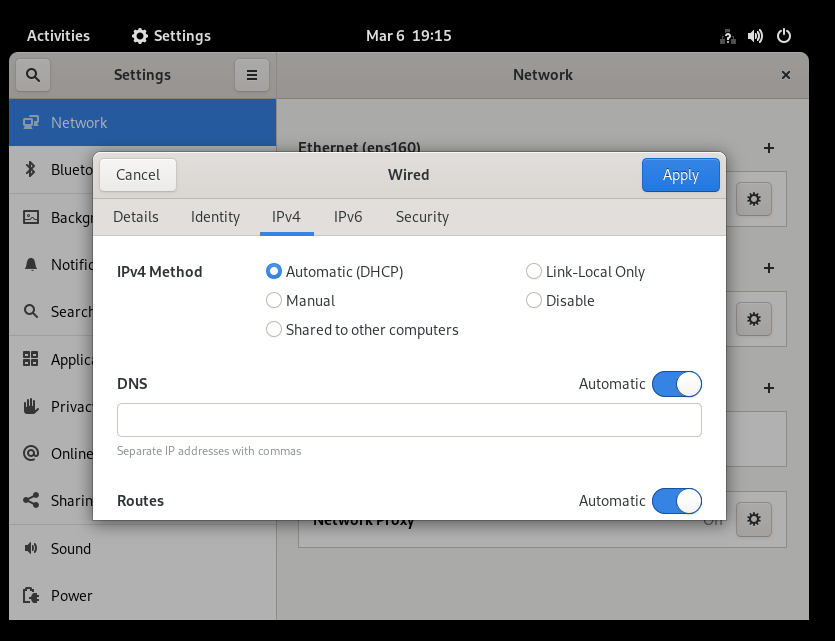 Activities Settings Mar 6 19:15
Settings Network
Network
Ethernet (ens160)
Cancel Wired Apply
Details Identity IPv4 IPv6 Security
IPv4 Method Automatic (DHCP) Link-Local Only
Manual Disable
Shared to other computers
DNS Automatic
Separate IP addresses with commas
Routes Automatic
Blueto
Backgr
Notific
Search
Applica
Privac
Online
Sharin
Network Proxy Off
Sound
Power